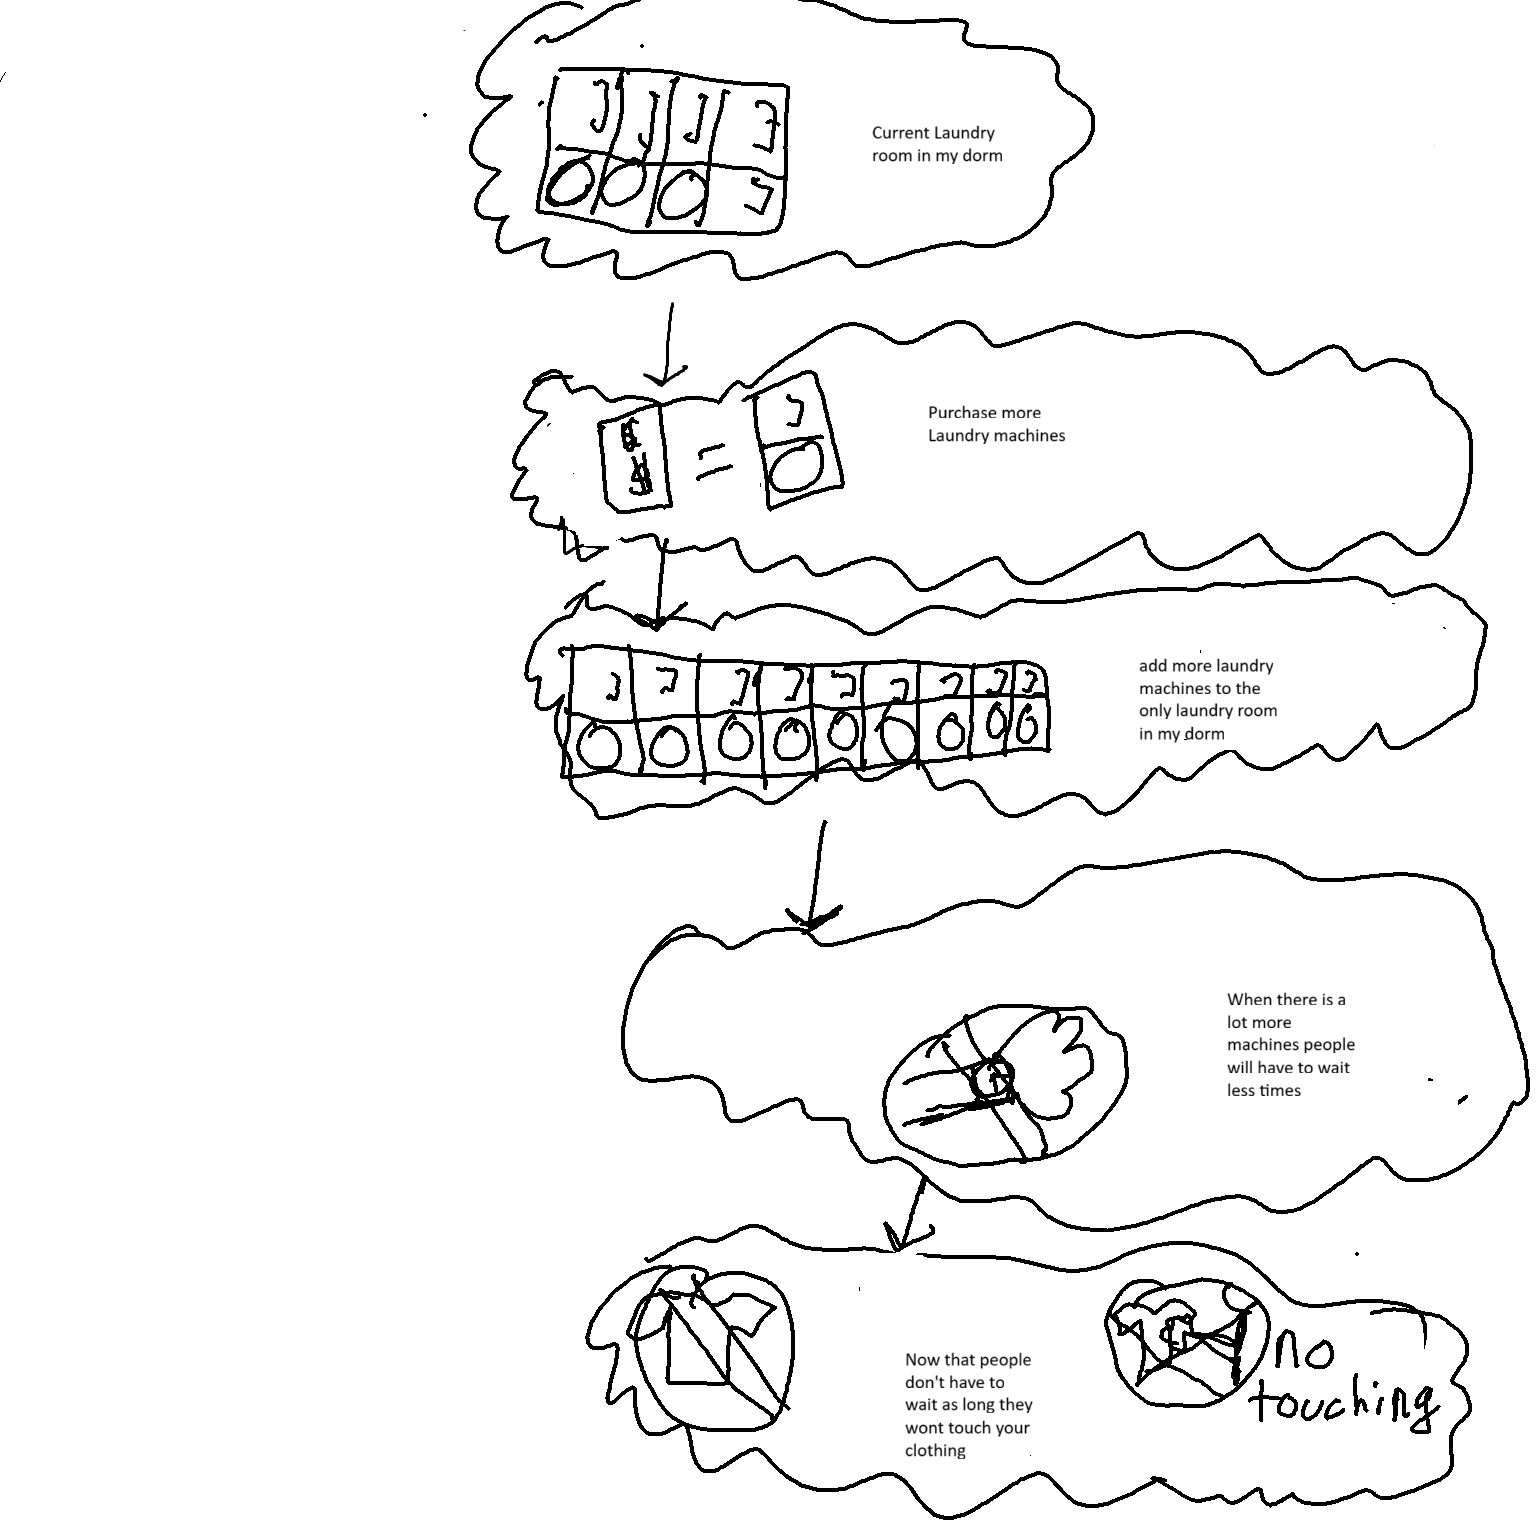 Current Laundry
room in my dorm
Purchase more
Laundry machines
add more laundry
machines to the
only laundry room
in my dorm
When there is a
lot more
machines people
will have to wait
less times
Now that people
don't have to
wait as long they
wont touch your
clothing
no
touching